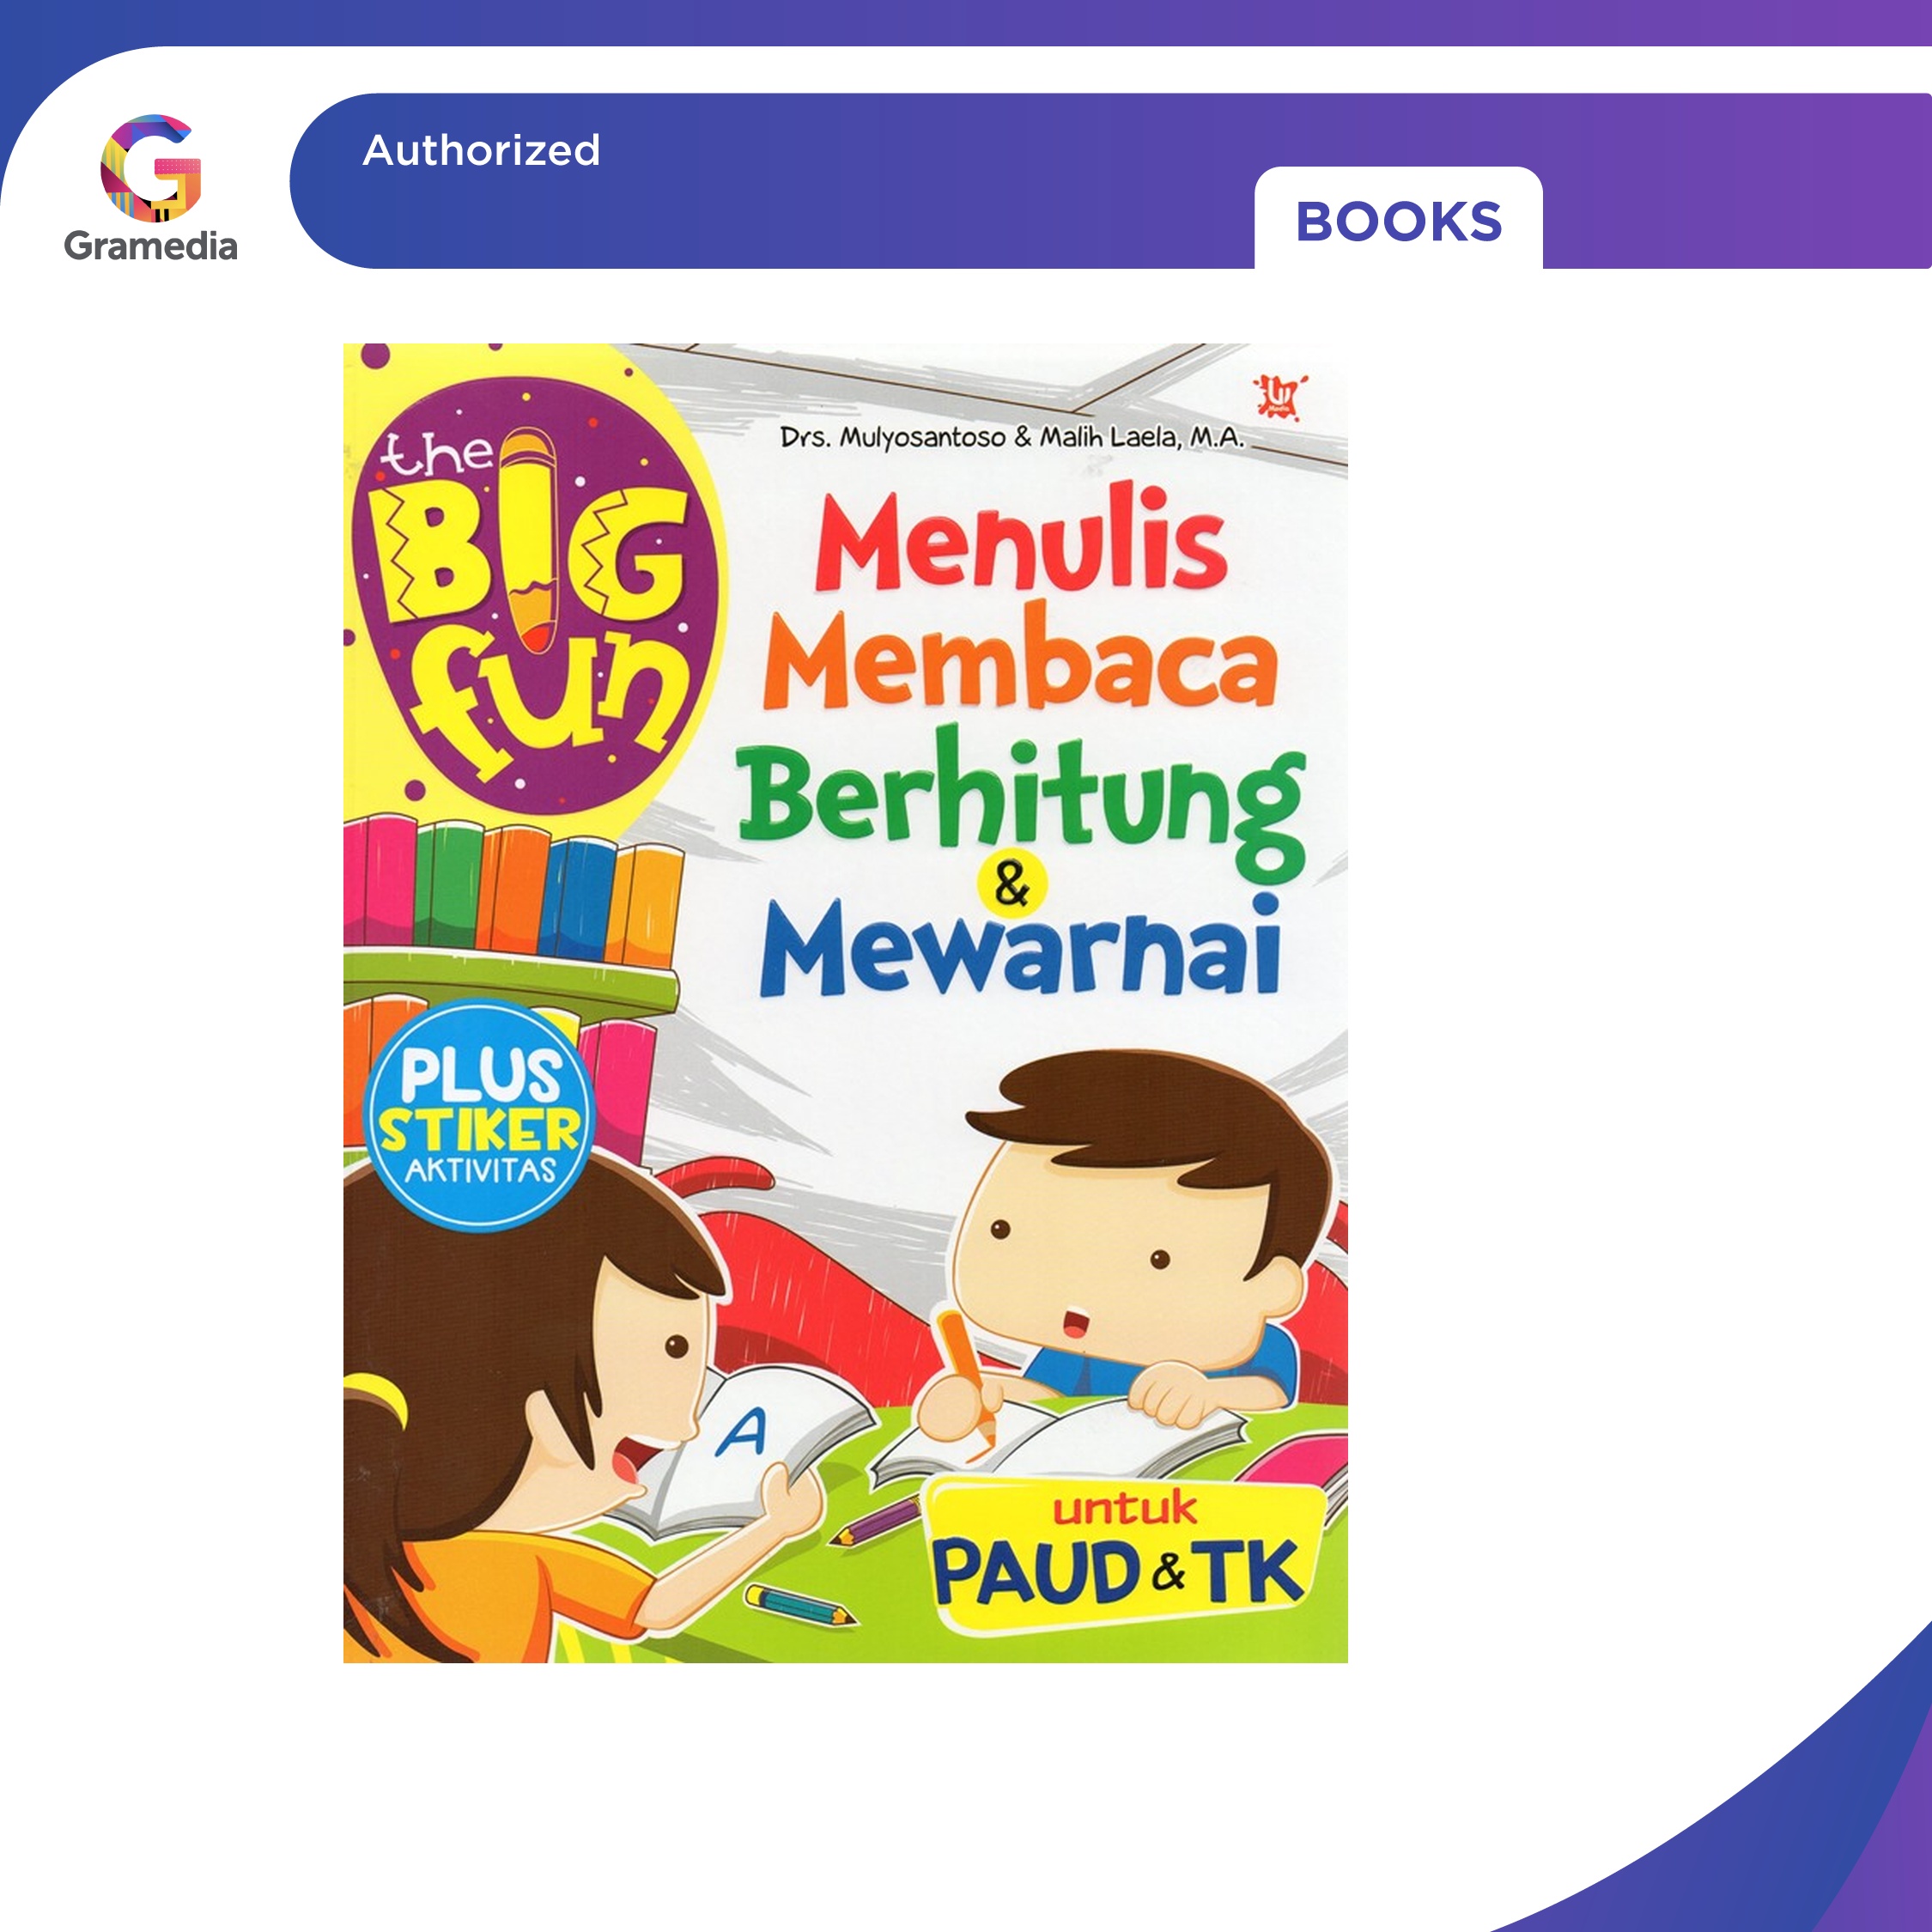 Gramedia
Authorized
BOOKS
Drs. Mulyosantoso & Malih Laela, M.A.
the
BIG
fun
Menulis
Membaca
Berhitung
&
Mewarnai
PLUS
STIKER
AKTIVITAS
A
untuk
PAUD & TK